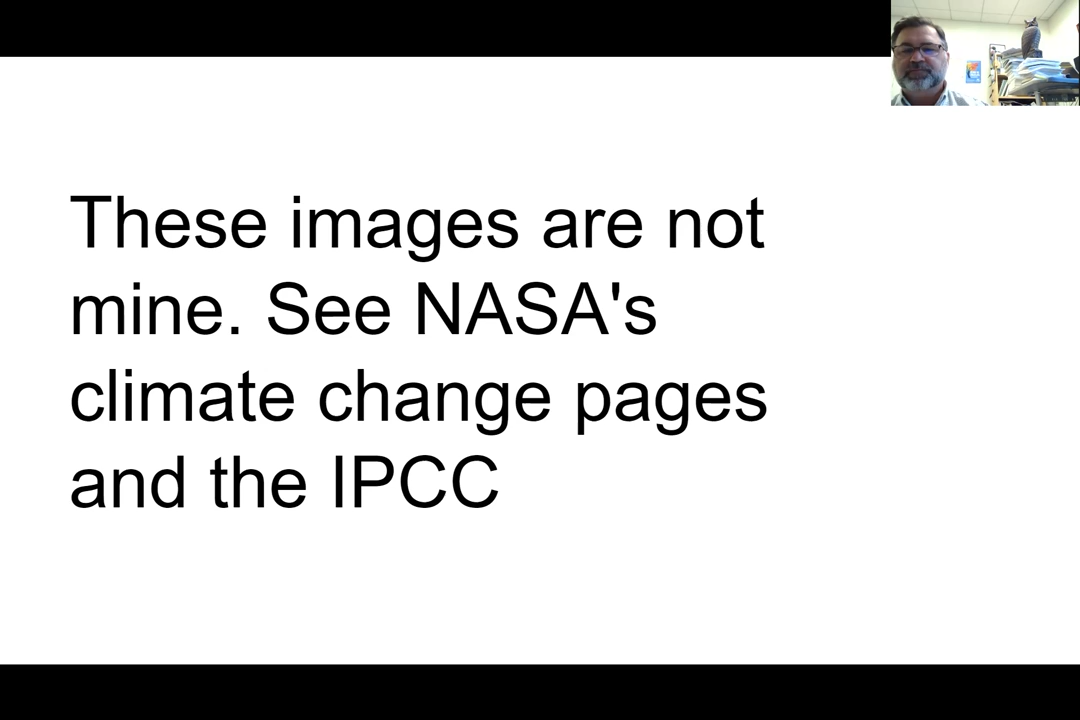 These images are not
mine. See NASA's
climate change pages
and the IPCC